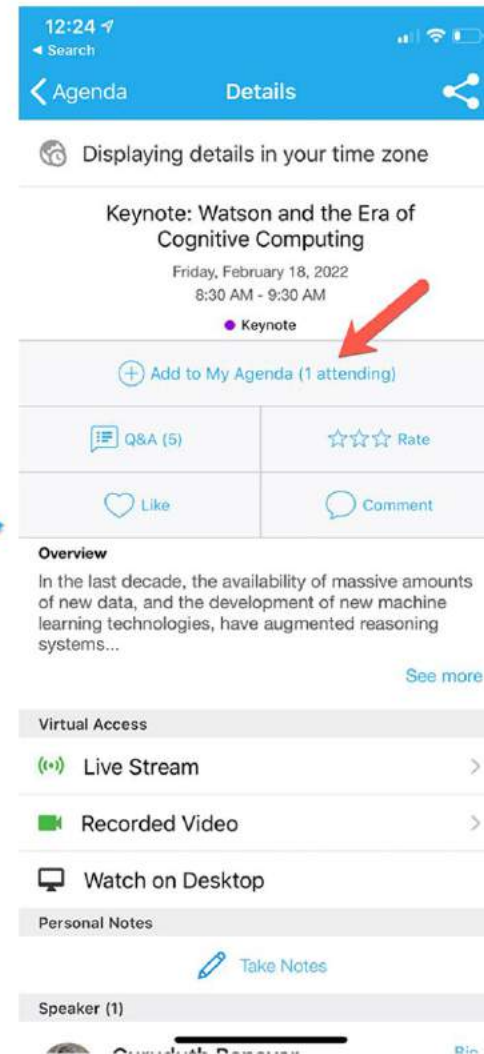 12:24
Search
Agenda Details
Displaying details in your time zone
Keynote: Watson and the Era of
Cognitive Computing
Friday, February 18, 2022
8:30 AM - 9:30 AM
Keynote
Add to My Agenda (1 attending)
Q&A (5) Rate
Like Comment
Overview
In the last decade, the availability of massive amounts
of new data, and the development of new machine
learning technologies, have augmented reasoning
systems...
See more
Virtual Access
Live Stream
Recorded Video
Watch on Desktop
Personal Notes
Take Notes
Speaker (1)